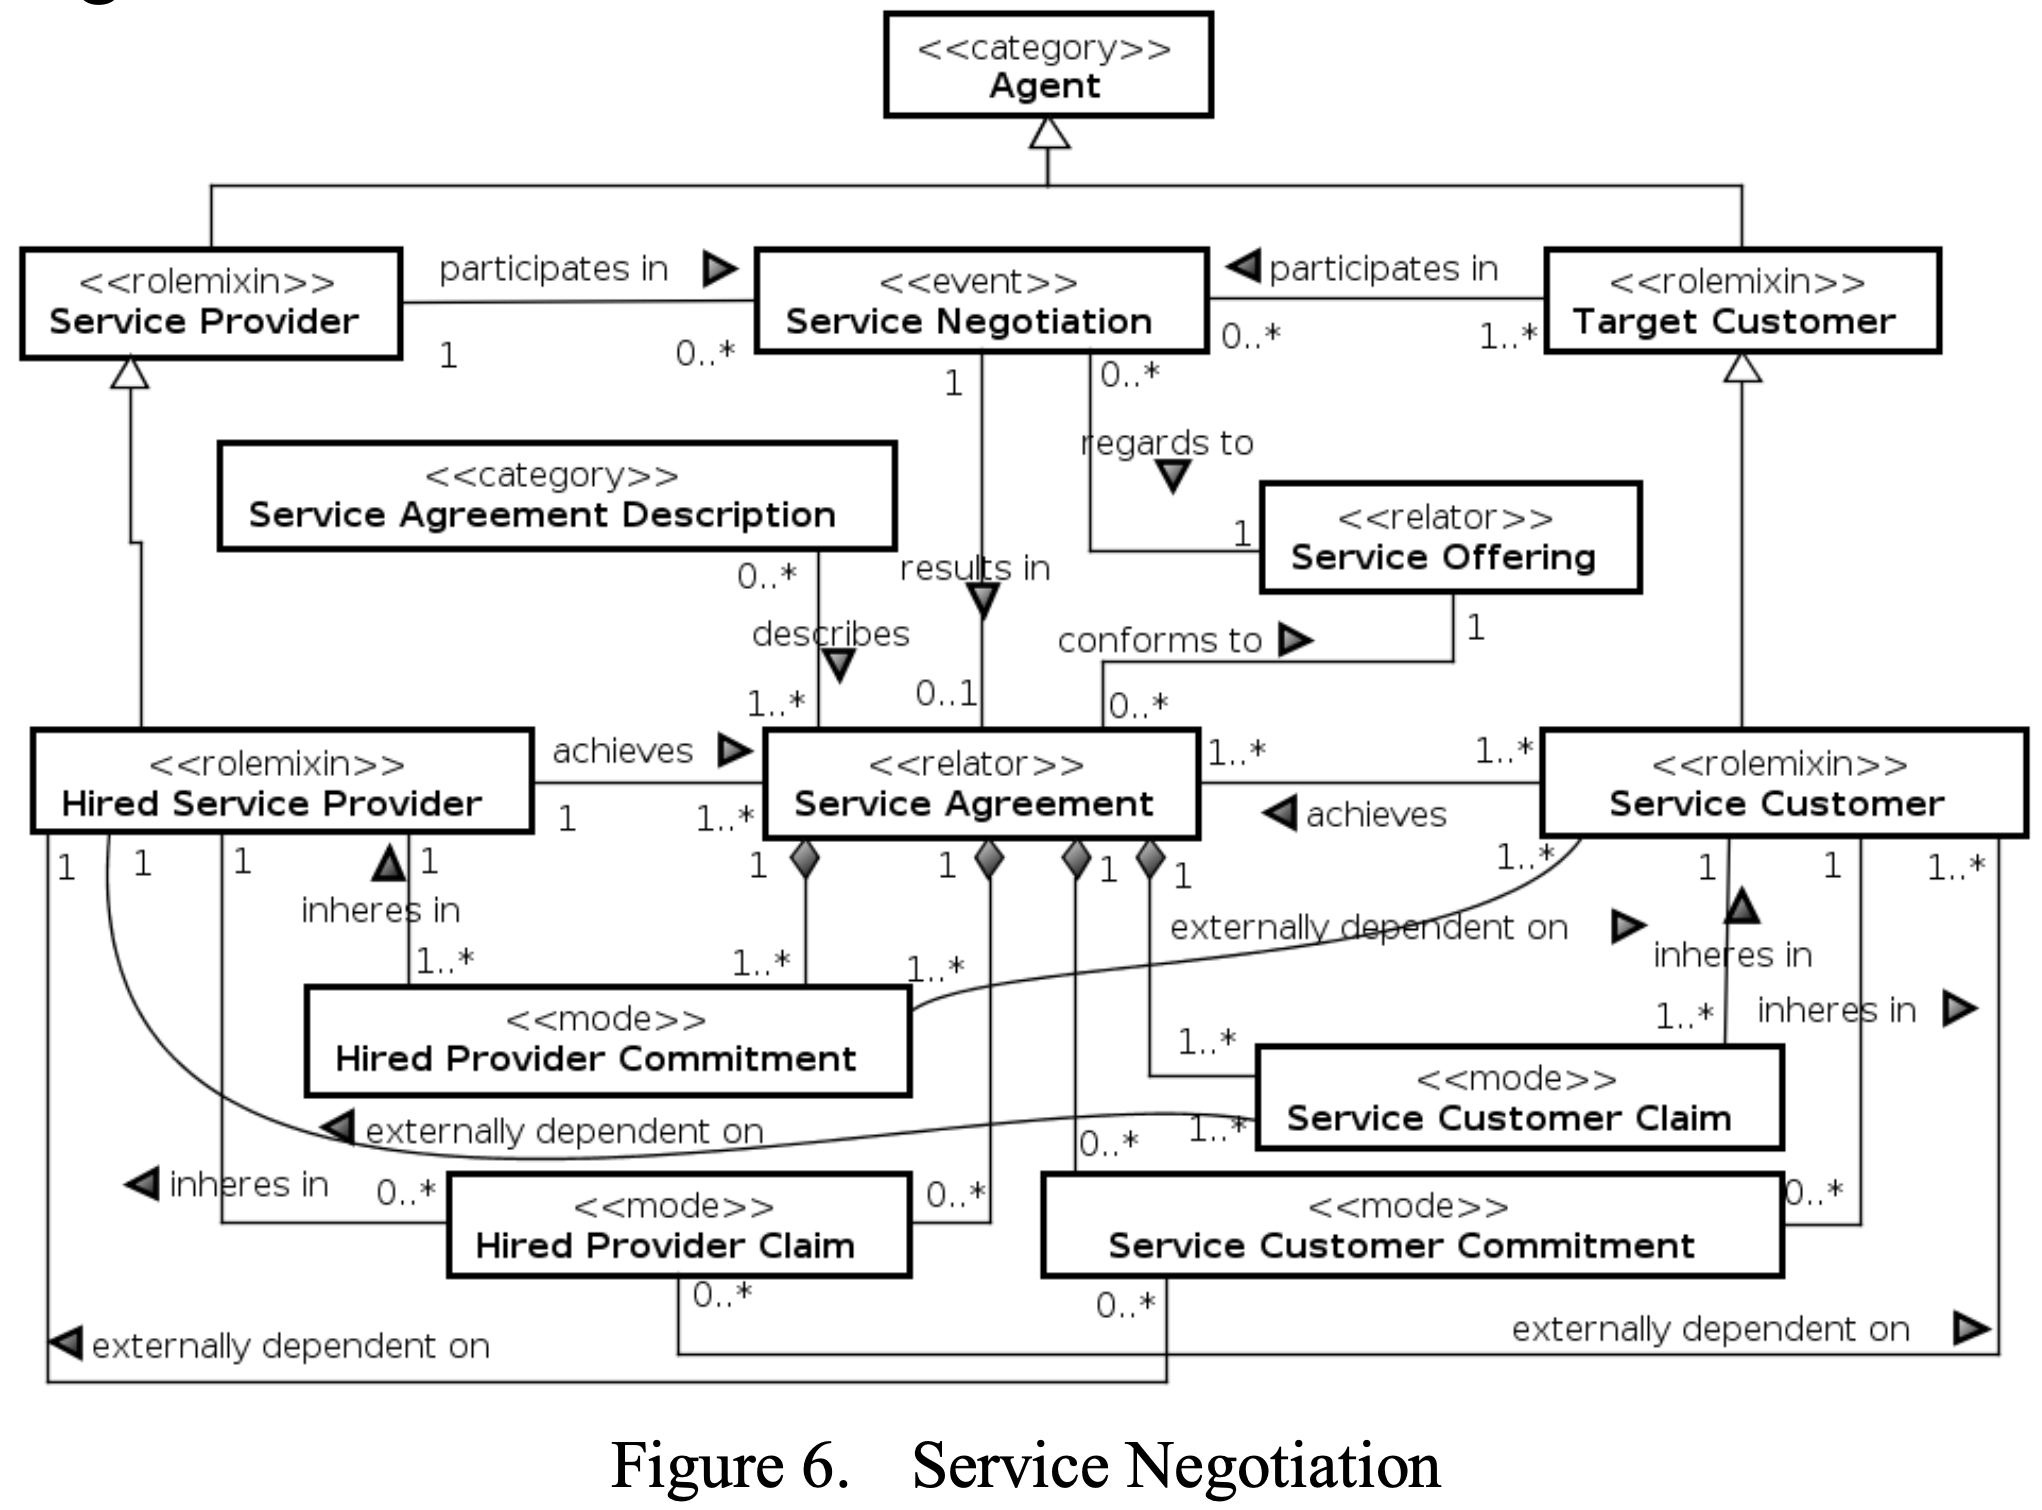 <<category>>
Agent
<<rolemixin>>
Service Provider
participates in
1
0..*
<<event>>
Service Negotiation
participates in
0..*
1..*
<<rolemixin>>
Target Customer
1
0..*
regards to
1
<<category>>
Service Agreement Description
<<relator>>
Service Offering
0..*
results in
describes
conforms to
1
1..*
0..1
0..*
<<rolemixin>>
Hired Service Provider
achieves
1
1..*
<<relator>>
Service Agreement
1..*
1..*
achieves
<<rolemixin>>
Service Customer
1
1
1
1
inheres in
1..*
1
1
1
1
1..*
1..*
externally dependent on
1..*
1
1
1..*
inheres in
inheres in
1..*
<<mode>>
Hired Provider Commitment
1..*
<<mode>>
Service Customer Claim
externally dependent on
0..*
1..*
inheres in
0..*
<<mode>>
Hired Provider Claim
0..*
<<mode>>
Service Customer Commitment
0..*
0..*
0..*
externally dependent on
externally dependent on
Figure 6. Service Negotiation